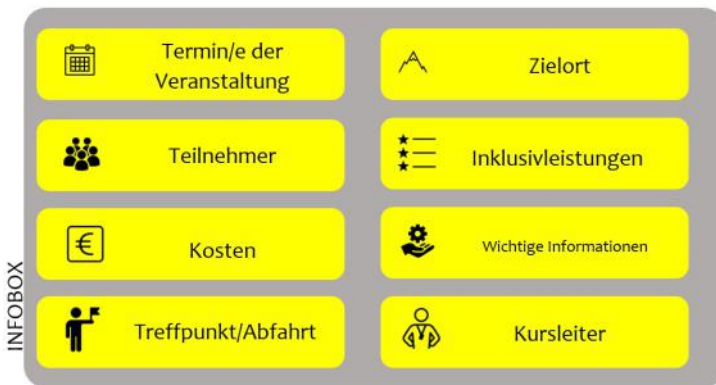 Termin/e der
Veranstaltung
Zielort
Teilnehmer
Inklusivleistungen
Kosten
Wichtige Informationen
Treffpunkt/Abfahrt
Kursleiter
INFOBOX